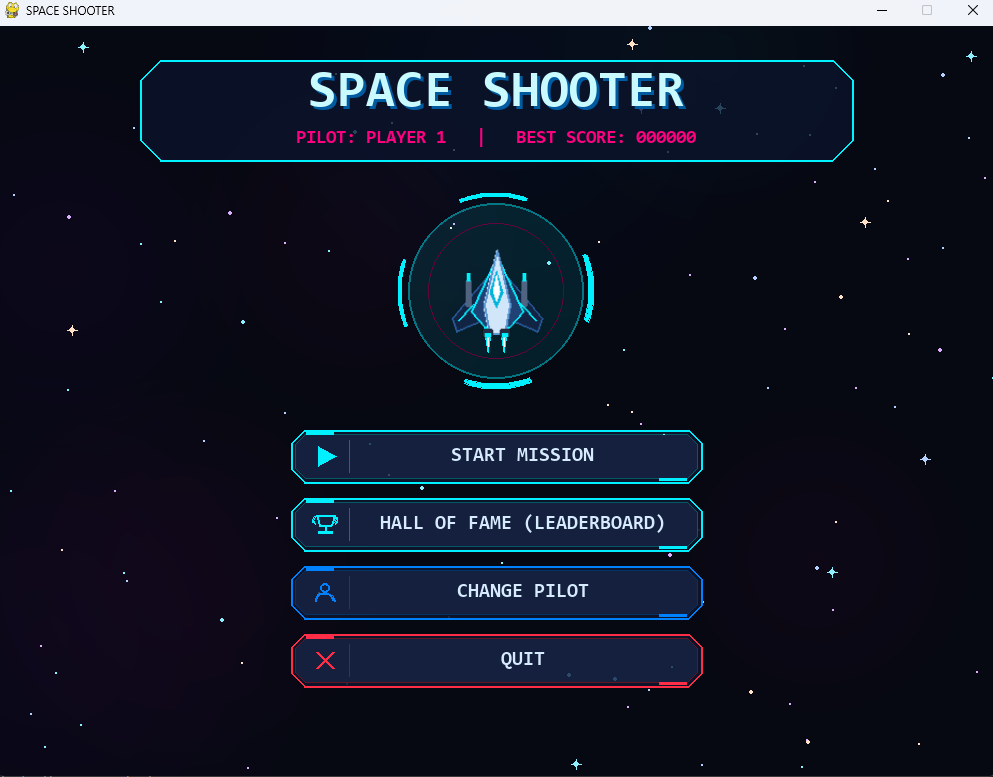 SPACE SHOOTER
SPACE SHOOTER
PILOT: PLAYER 1 | BEST SCORE: 000000
START MISSION
HALL OF FAME (LEADERBOARD)
CHANGE PILOT
QUIT